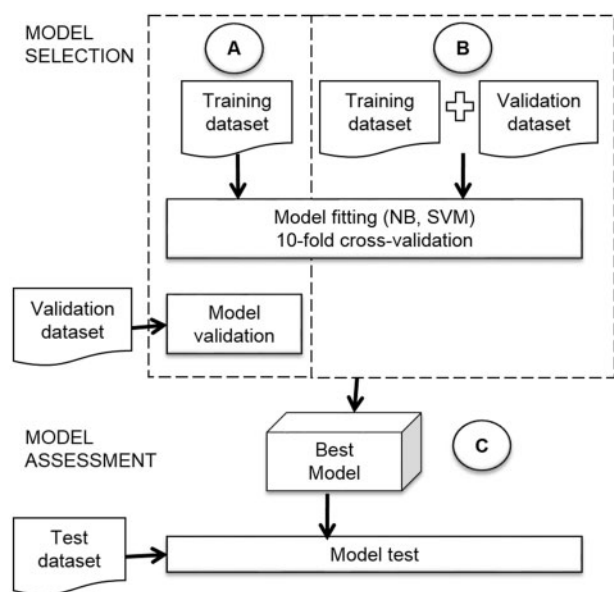 MODEL
SELECTION
A
B
Training
dataset
Training
dataset
Validation
dataset
Model fitting (NB, SVM)
10-fold cross-validation
Validation
dataset
Model
validation
MODEL
ASSESSMENT
Best
Model
C
Test
dataset
Model test